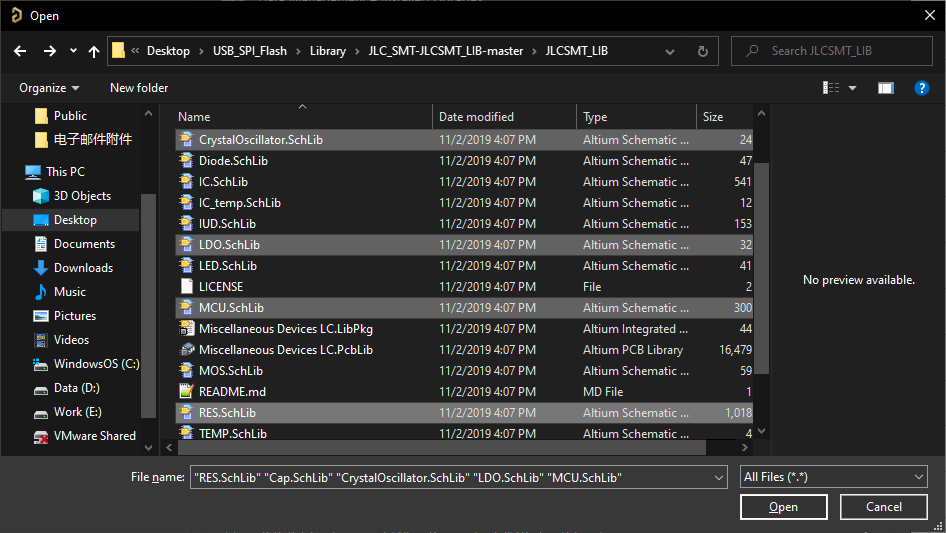 Open
Desktop USB_SPI_Flash Library JLC_SMT-JLCSMT_LIB-master JLCSMT_LIB Search JLCSMT_LIB
Organize New folder
Public
电子邮件附件
This PC
3D Objects
Desktop
Documents
Downloads
Music
Pictures
Videos
WindowsOS (C:)
Data (D:)
Work (E:)
VMware Shared
Name Date modified Type Size
CrystalOscillator.SchLib 11/2/2019 4:07 PM Altium Schematic ... 24
Diode.SchLib 11/2/2019 4:07 PM Altium Schematic ... 47
IC.SchLib 11/2/2019 4:07 PM Altium Schematic ... 541
IC_temp.SchLib 11/2/2019 4:07 PM Altium Schematic ... 12
IUD.SchLib 11/2/2019 4:07 PM Altium Schematic ... 153
LDO.SchLib 11/2/2019 4:07 PM Altium Schematic ... 32
LED.SchLib 11/2/2019 4:07 PM Altium Schematic ... 41
LICENSE 11/2/2019 4:07 PM File 2
MCU.SchLib 11/2/2019 4:07 PM Altium Schematic ... 300
Miscellaneous Devices LC.LibPkg 11/2/2019 4:07 PM Altium Integrated ... 44
Miscellaneous Devices LC.PcbLib 11/2/2019 4:07 PM Altium PCB Library 16,479
MOS.SchLib 11/2/2019 4:07 PM Altium Schematic ... 59
README.md 11/2/2019 4:07 PM MD File 1
RES.SchLib 11/2/2019 4:07 PM Altium Schematic ... 1,018
TEMP.SchLib 11/2/2019 4:07 PM Altium Schematic ... 4
No preview available.
File name: "RES.SchLib" "Cap.SchLib" "CrystalOscillator.SchLib" "LDO.SchLib" "MCU.SchLib" All Files (*.*)
Open Cancel